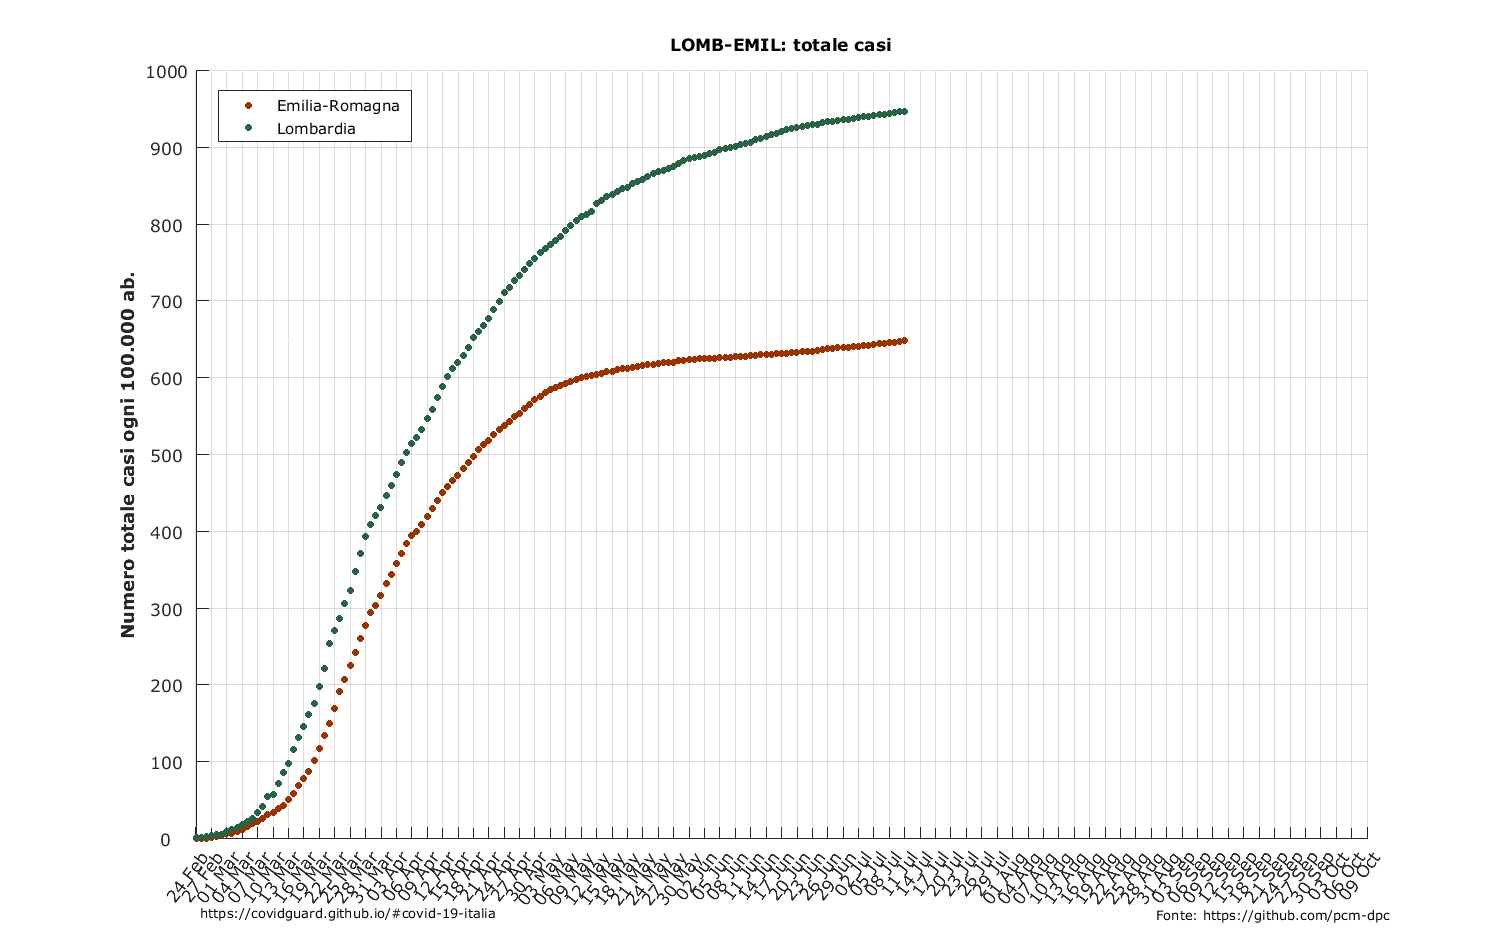 LOMB-EMIL: totale casi
Emilia-Romagna
Lombardia
Numero totale casi ogni 100.000 ab.
1000
900
800
700
600
500
400
300
200
100
0
24 Feb
27 Feb
01 Mar
04 Mar
07 Mar
10 Mar
13 Mar
16 Mar
19 Mar
22 Mar
25 Mar
28 Mar
31 Mar
03 Apr
06 Apr
09 Apr
12 Apr
15 Apr
18 Apr
21 Apr
24 Apr
27 Apr
30 Apr
03 May
06 May
09 May
12 May
15 May
18 May
21 May
24 May
27 May
30 May
02 Jun
05 Jun
08 Jun
11 Jun
14 Jun
17 Jun
20 Jun
23 Jun
26 Jun
29 Jun
02 Jul
05 Jul
08 Jul
11 Jul
14 Jul
17 Jul
20 Jul
23 Jul
26 Jul
29 Jul
01 Aug
04 Aug
07 Aug
10 Aug
13 Aug
16 Aug
19 Aug
22 Aug
25 Aug
28 Aug
31 Aug
03 Sep
06 Sep
09 Sep
12 Sep
15 Sep
18 Sep
21 Sep
24 Sep
27 Sep
30 Sep
03 Oct
06 Oct
09 Oct
https://covidguard.github.io/#covid-19-italia
Fonte: https://github.com/pcm-dpc